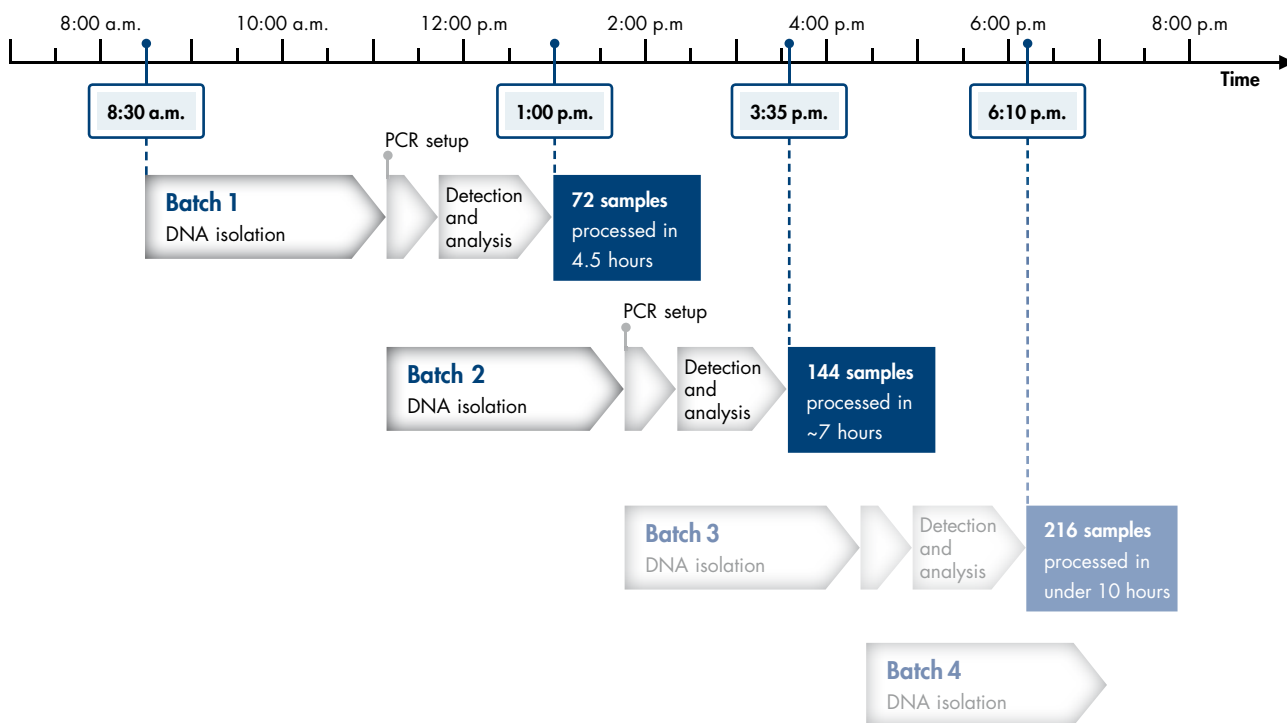 8:00 a.m.
10:00 a.m.
12:00 p.m
2:00 p.m
4:00 p.m
6:00 p.m
8:00 p.m
Time
8:30 a.m.
1:00 p.m.
3:35 p.m.
6:10 p.m.
PCR setup
Batch 1
DNA isolation
Detection
and
analysis
72 samples
processed in
4.5 hours
PCR setup
Batch 2
DNA isolation
Detection
and
analysis
144 samples
processed in
~7 hours
Batch 3
DNA isolation
Detection
and
analysis
216 samples
processed in
under 10 hours
Batch 4
DNA isolation